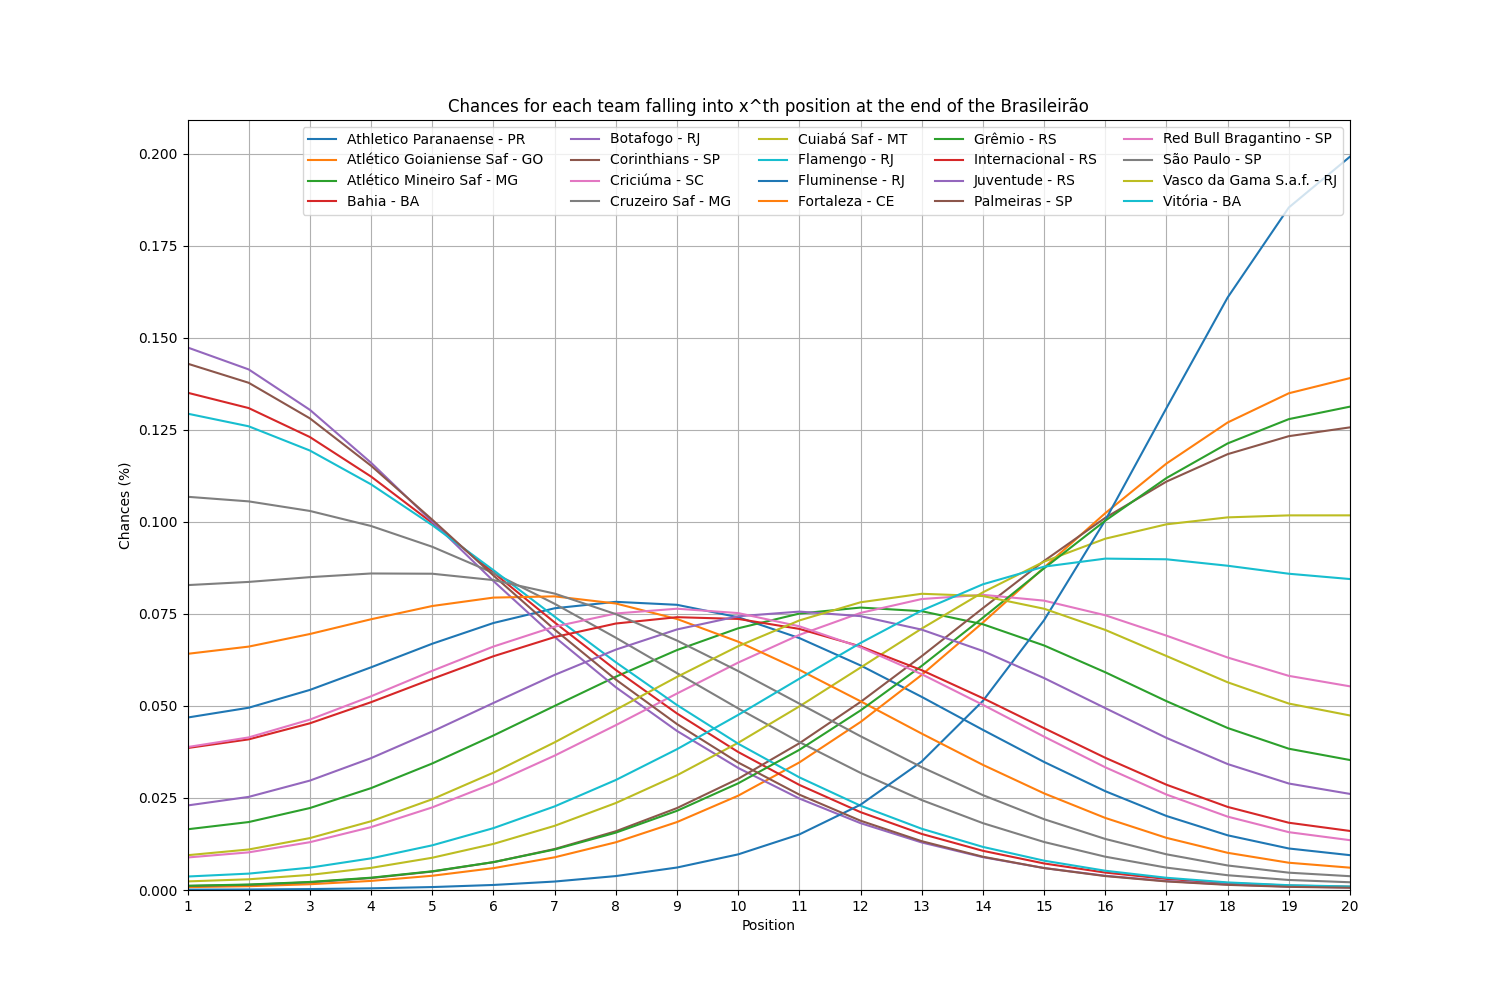 Chances for each team falling into x^th position at the end of the Brasileirão
Athletico Paranaense - PR
Atlético Goianiense Saf - GO
Atlético Mineiro Saf - MG
Bahia - BA
Botafogo - RJ
Corinthians - SP
Criciúma - SC
Cruzeiro Saf - MG
Cuiabá Saf - MT
Flamengo - RJ
Fluminense - RJ
Fortaleza - CE
Grêmio - RS
Internacional - RS
Juventude - RS
Palmeiras - SP
Red Bull Bragantino - SP
São Paulo - SP
Vasco da Gama S.a.f. - RJ
Vitória - BA
Chances (%)
0.200
0.175
0.150
0.125
0.100
0.075
0.050
0.025
0.000
1 2 3 4 5 6 7 8 9 10 11 12 13 14 15 16 17 18 19 20
Position